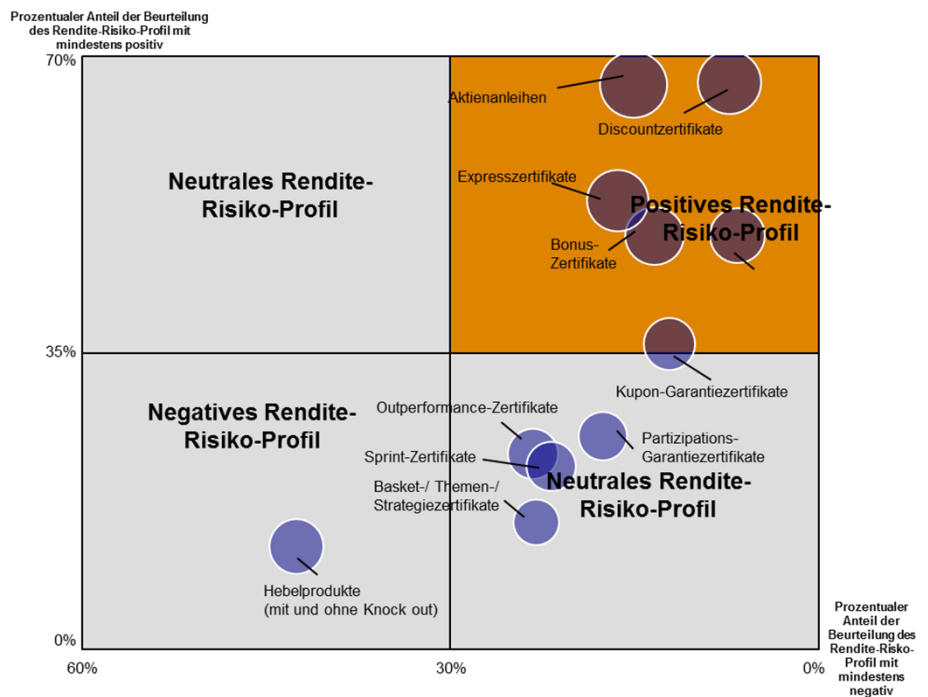 Prozentualer Anteil der Beurteilung
des Rendite-Risiko-Profil mit
mindestens positiv
70%
Aktienanleihen
Discountzertifikate
Neutrales Rendite-
Risiko-Profil
Expresszertifikate
Positives Rendite-
Risiko-Profil
Bonus-
Zertifikate
35%
Kupon-Garantiezertifikate
Negatives Rendite-
Risiko-Profil
Outperformance-Zertifikate
Partizipations-
Garantiezertifikate
Sprint-Zertifikate
Basket-/ Themen-/
Strategiezertifikate
Neutrales Rendite-
Risiko-Profil
Hebelprodukte
(mit und ohne Knock out)
0%
60%
30%
0%
Prozentualer
Anteil der
Beurteilung des
Rendite-Risko-
Profil mit
mindestens
negativ